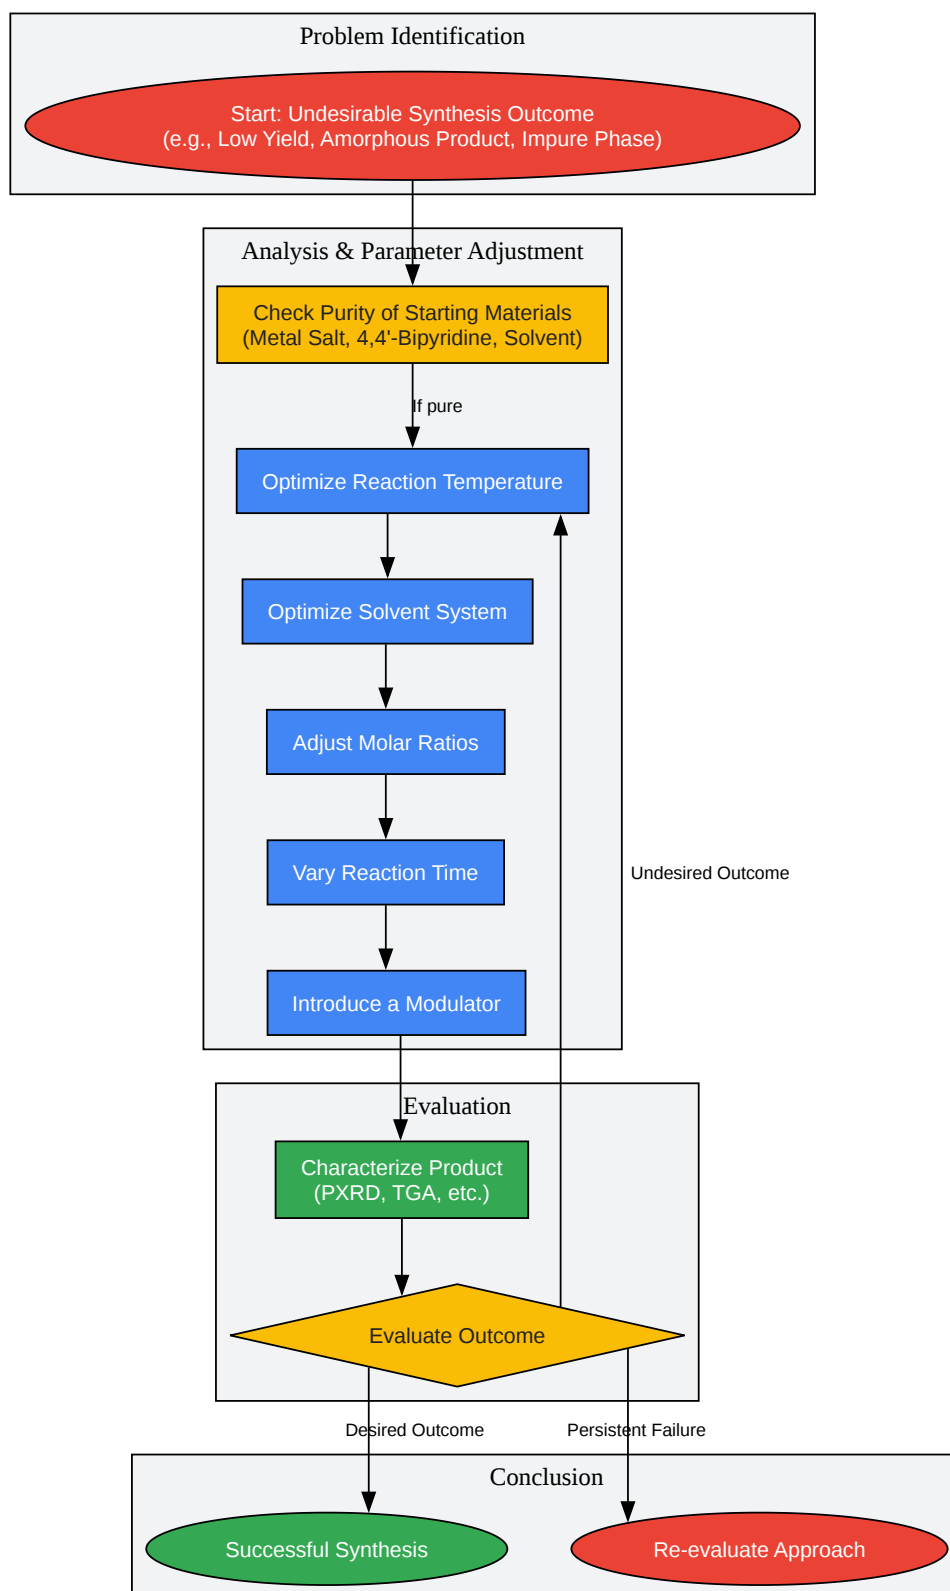 Problem Identification
Start: Undesirable Synthesis Outcome
(e.g., Low Yield, Amorphous Product, Impure Phase)
Analysis & Parameter Adjustment
Check Purity of Starting Materials
(Metal Salt, 4,4'-Bipyridine, Solvent)
If pure
Optimize Reaction Temperature
Optimize Solvent System
Adjust Molar Ratios
Vary Reaction Time
Undesired Outcome
Introduce a Modulator
Evaluation
Characterize Product
(PXRD, TGA, etc.)
Evaluate Outcome
Desired Outcome
Persistent Failure
Conclusion
Successful Synthesis
Re-evaluate Approach